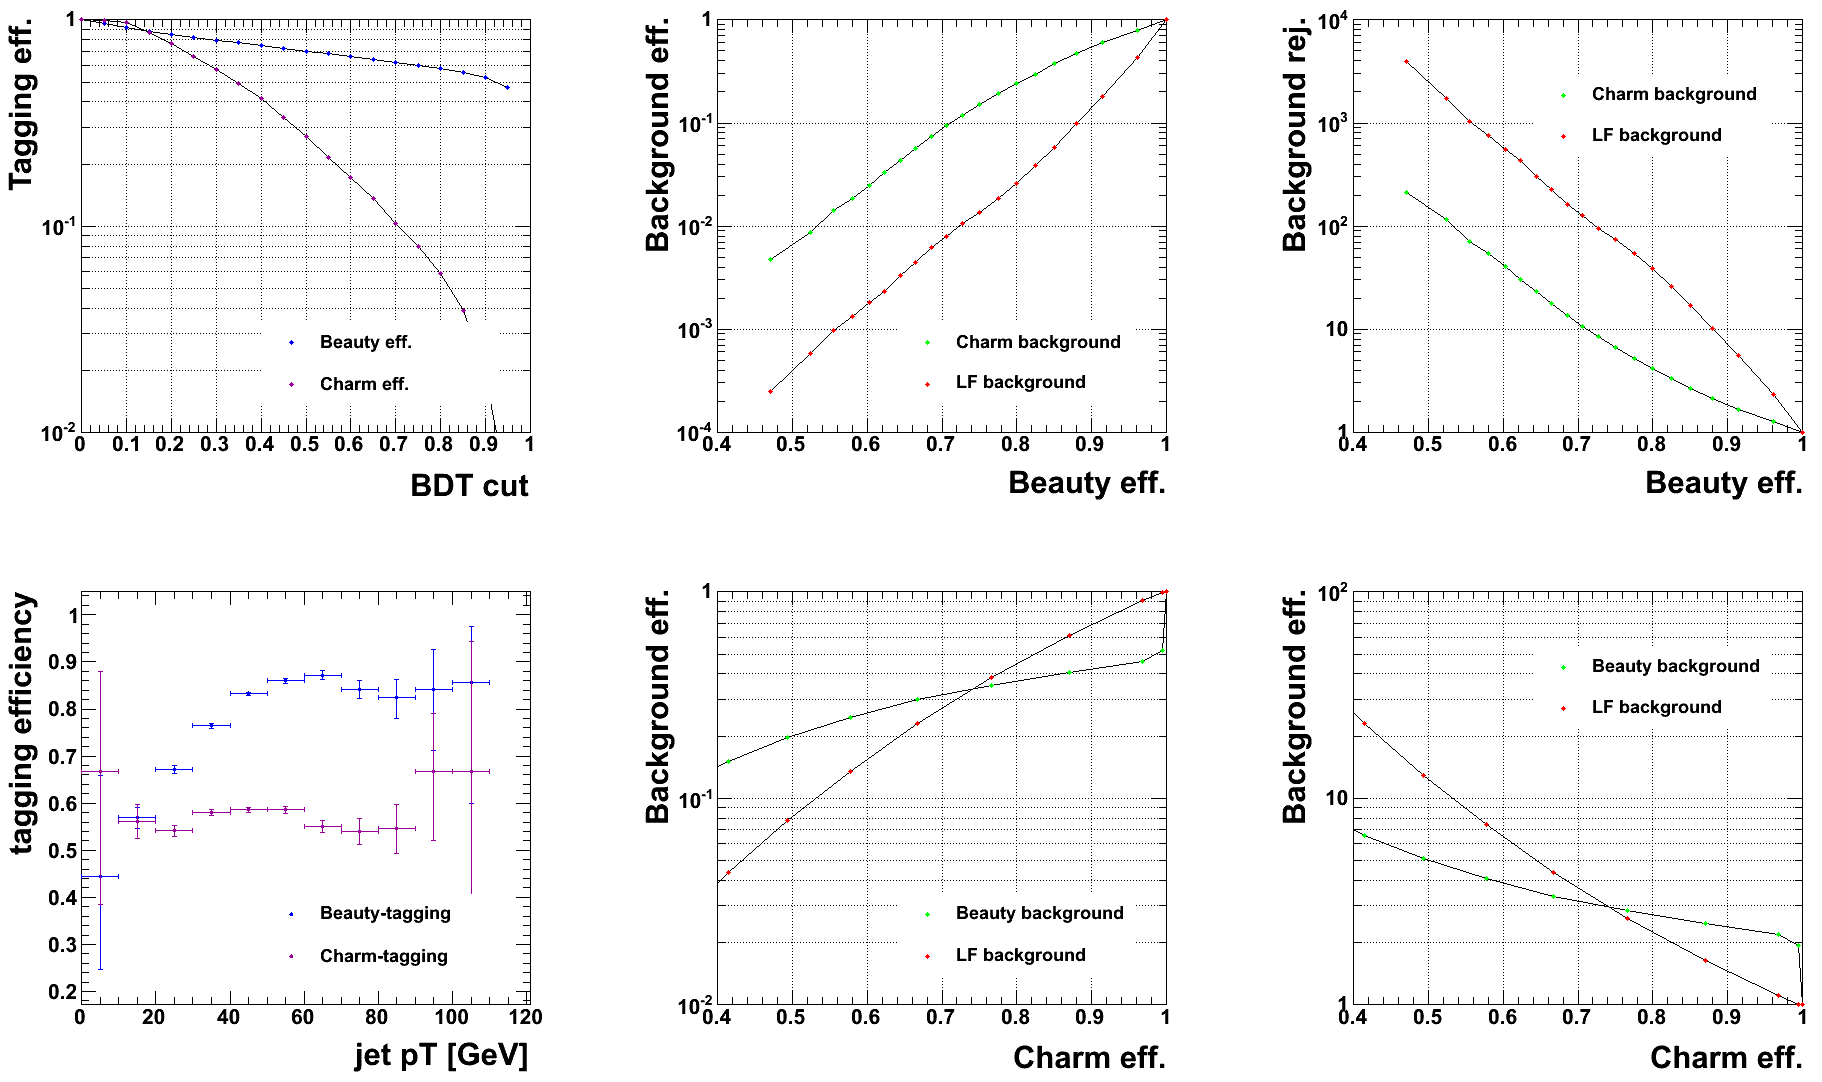 Tagging eff.
1
10-1
10-2
0 0.1 0.2 0.3 0.4 0.5 0.6 0.7 0.8 0.9 1
BDT cut
Beauty eff.
Charm eff.
Background eff.
1
10-1
10-2
10-3
10-4
0.4 0.5 0.6 0.7 0.8 0.9 1
Beauty eff.
Charm background
LF background
Background rej.
104
103
102
10
1
0.4 0.5 0.6 0.7 0.8 0.9 1
Beauty eff.
Charm background
LF background
tagging efficiency
1
0.9
0.8
0.7
0.6
0.5
0.4
0.3
0.2
0 20 40 60 80 100 120
jet pT [GeV]
Beauty-tagging
Charm-tagging
Background eff.
1
10-1
10-2
0.4 0.5 0.6 0.7 0.8 0.9 1
Charm eff.
Beauty background
LF background
Background eff.
102
10
1
0.4 0.5 0.6 0.7 0.8 0.9 1
Charm eff.
Beauty background
LF background